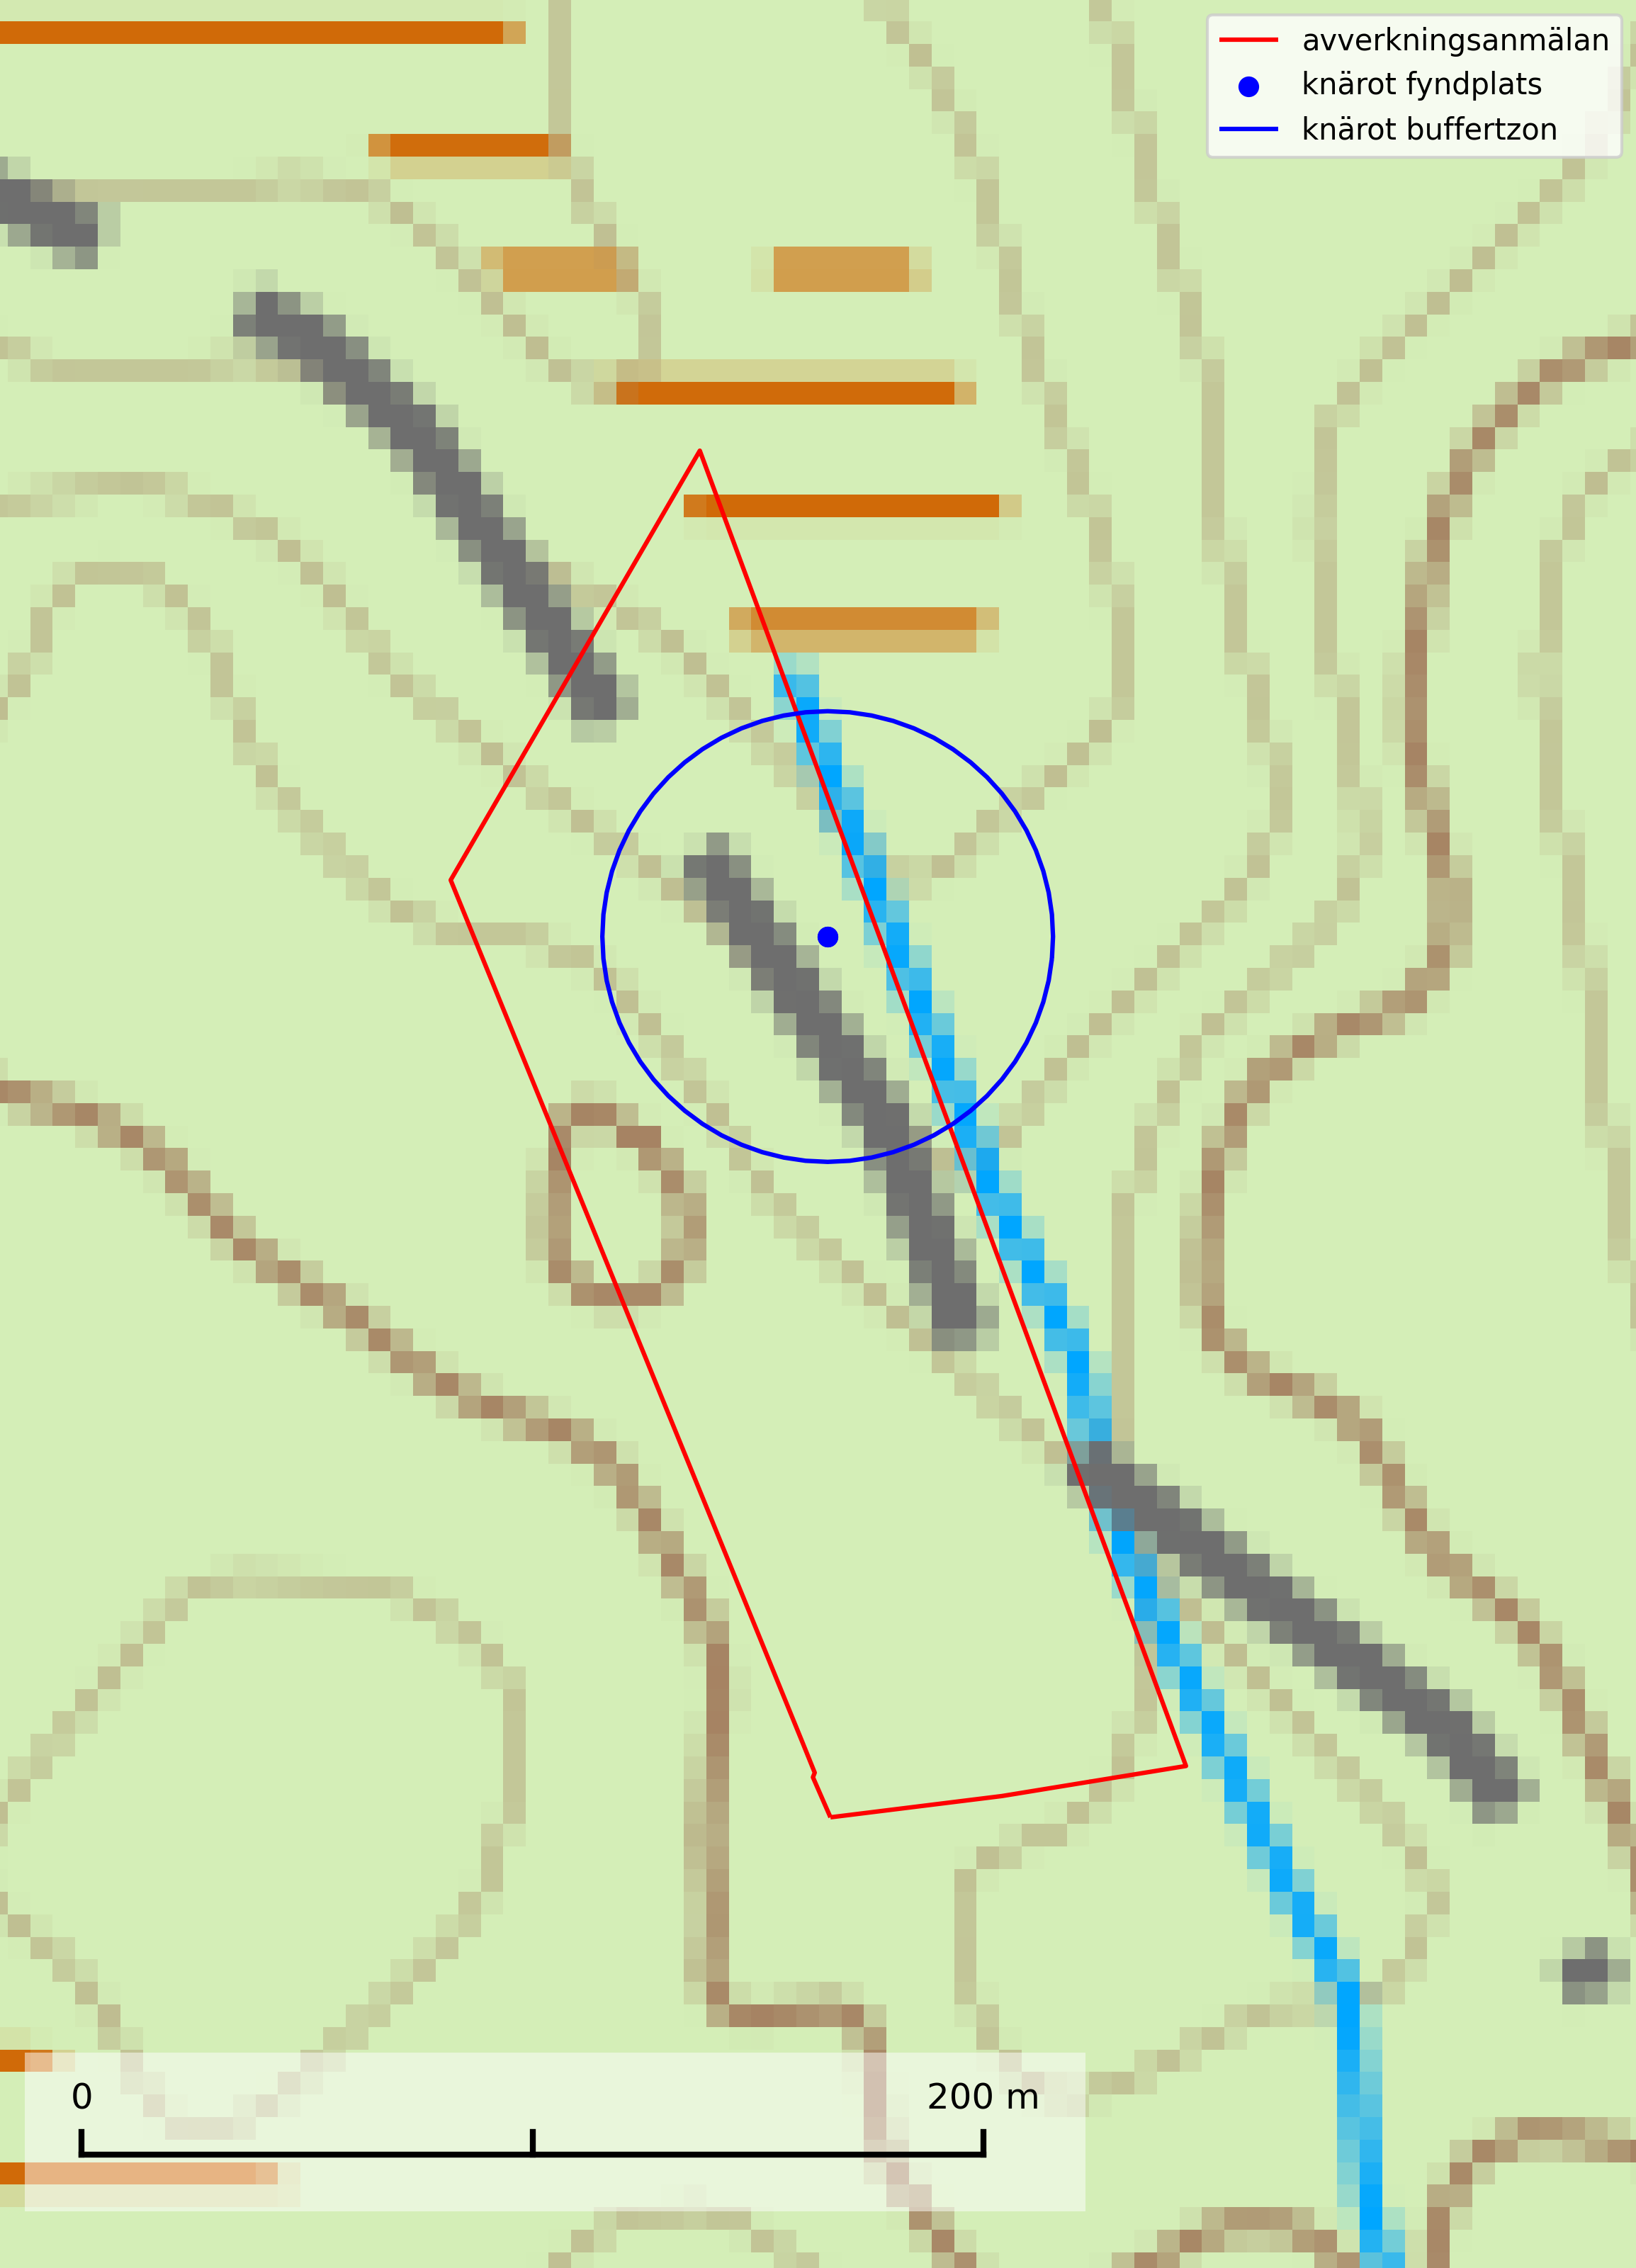 avverkningsanmälan
knärot fyndplats
knärot buffertzon
0 200 m